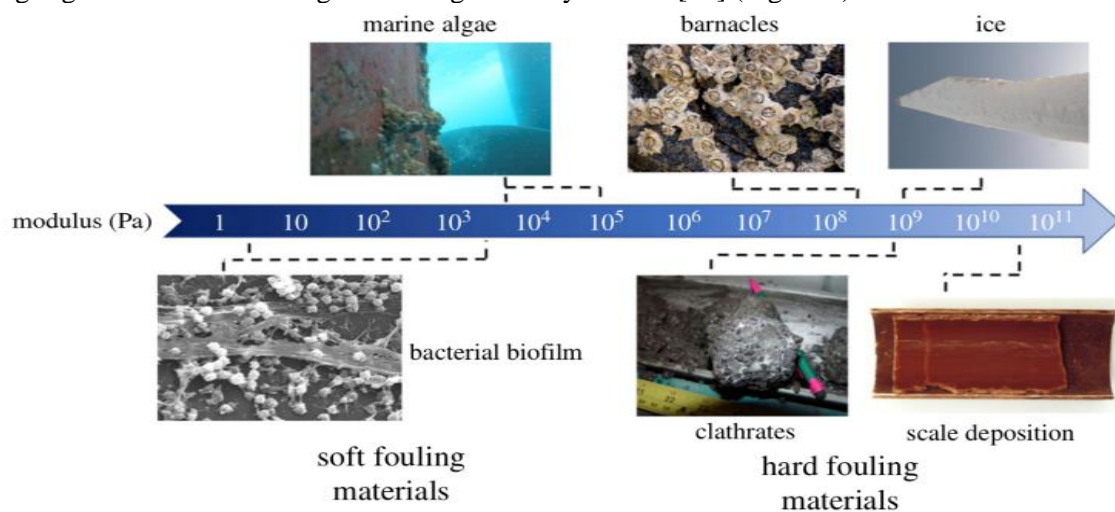 marine algae
barnacles
ice
modulus (Pa) 1 10 10² 10³ 10⁴ 10⁵ 10⁶ 10⁷ 10⁸ 10⁹ 10¹⁰ 10¹¹
bacterial biofilm
clathrates
scale deposition
soft fouling
materials
hard fouling
materials